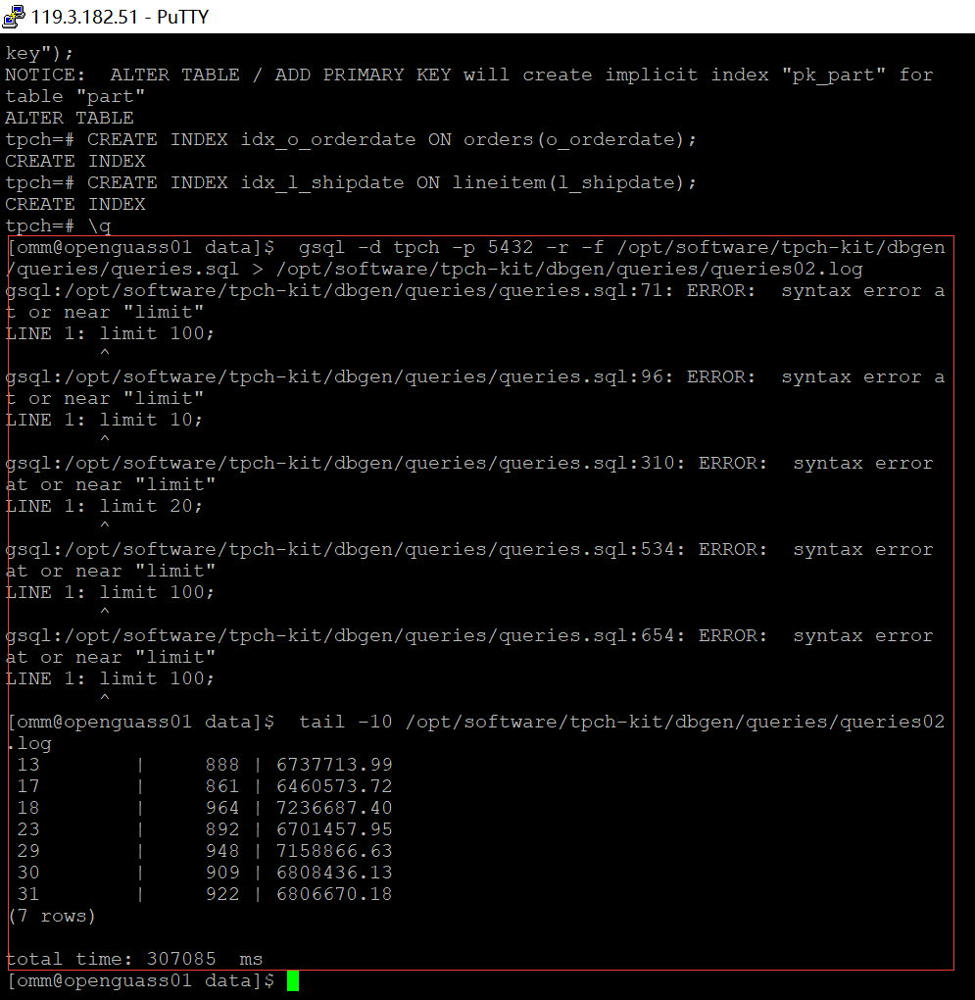 119.3.182.51 - PuTTY
key");
NOTICE:  ALTER TABLE / ADD PRIMARY KEY will create implicit index "pk_part" for
table "part"
ALTER TABLE
tpch=# CREATE INDEX idx_o_orderdate ON orders(o_orderdate);
CREATE INDEX
tpch=# CREATE INDEX idx_l_shipdate ON lineitem(l_shipdate);
CREATE INDEX
tpch=# \q
[omm@openguass01 data]$  gsql -d tpch -p 5432 -r -f /opt/software/tpch-kit/dbgen
/queries/queries.sql > /opt/software/tpch-kit/dbgen/queries/queries02.log
gsql:/opt/software/tpch-kit/dbgen/queries/queries.sql:71: ERROR:  syntax error a
t or near "limit"
LINE 1: limit 100;
        ^
gsql:/opt/software/tpch-kit/dbgen/queries/queries.sql:96: ERROR:  syntax error a
t or near "limit"
LINE 1: limit 10;
        ^
gsql:/opt/software/tpch-kit/dbgen/queries/queries.sql:310: ERROR:  syntax error
at or near "limit"
LINE 1: limit 20;
        ^
gsql:/opt/software/tpch-kit/dbgen/queries/queries.sql:534: ERROR:  syntax error
at or near "limit"
LINE 1: limit 100;
        ^
gsql:/opt/software/tpch-kit/dbgen/queries/queries.sql:654: ERROR:  syntax error
at or near "limit"
LINE 1: limit 100;
        ^
[omm@openguass01 data]$  tail -10 /opt/software/tpch-kit/dbgen/queries/queries02
.log
 13        |     888 | 6737713.99
 17        |     861 | 6460573.72
 18        |     964 | 7236687.40
 23        |     892 | 6701457.95
 29        |     948 | 7158866.63
 30        |     909 | 6808436.13
 31        |     922 | 6806670.18
(7 rows)
total time: 307085  ms
[omm@openguass01 data]$